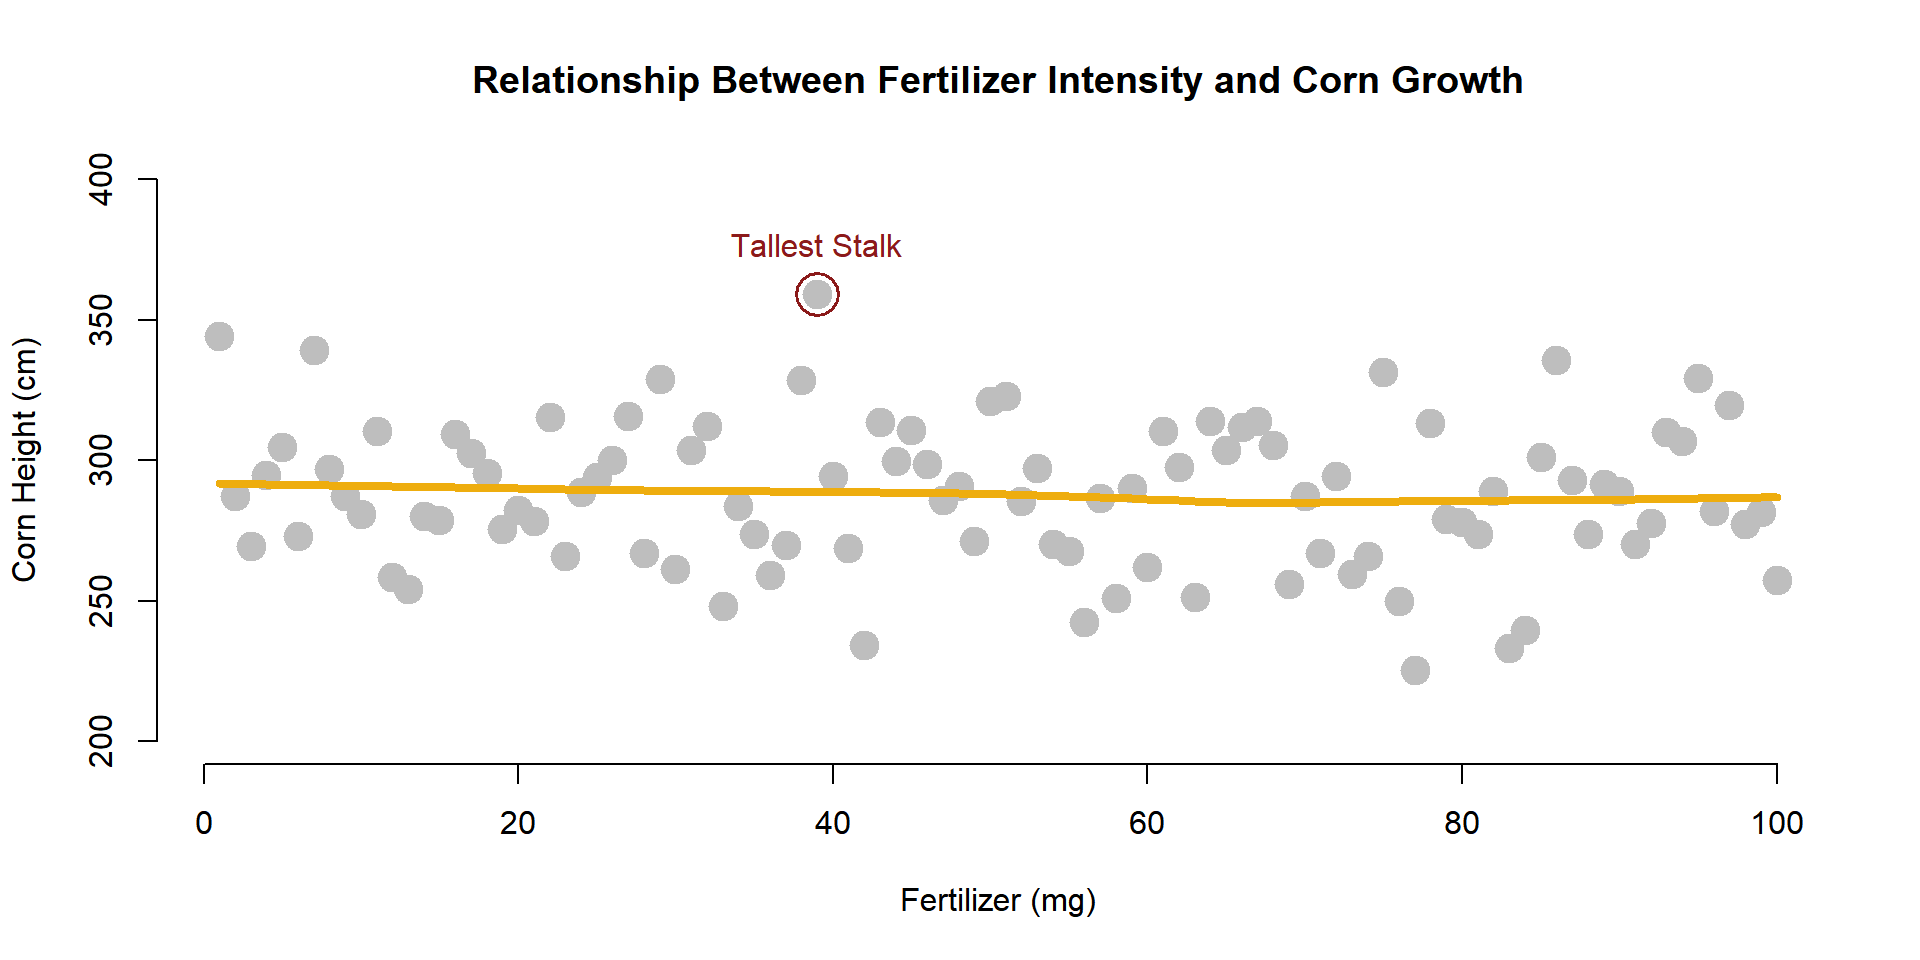 Relationship Between Fertilizer Intensity and Corn Growth
400
350
300
250
200
Corn Height (cm)
Tallest Stalk
0 20 40 60 80 100
Fertilizer (mg)